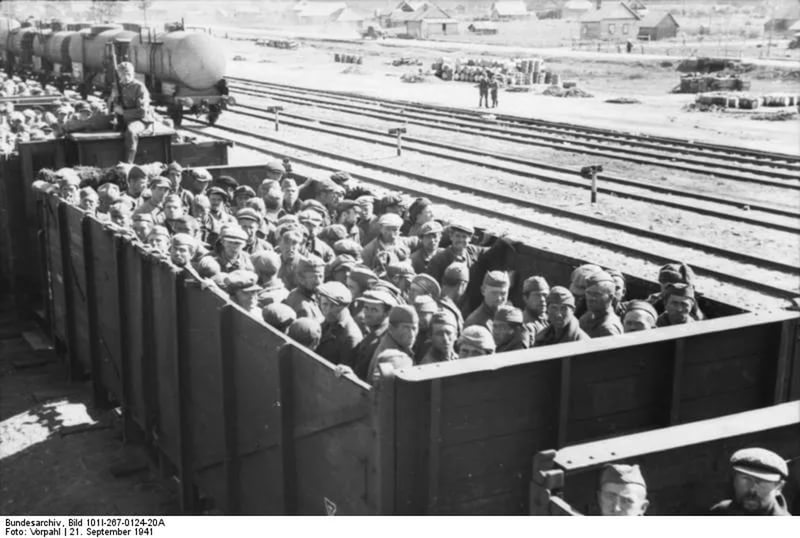 Bundesarchiv, Bild 101I-267-0124-20A
Foto: Vorpahl | 21. September 1941